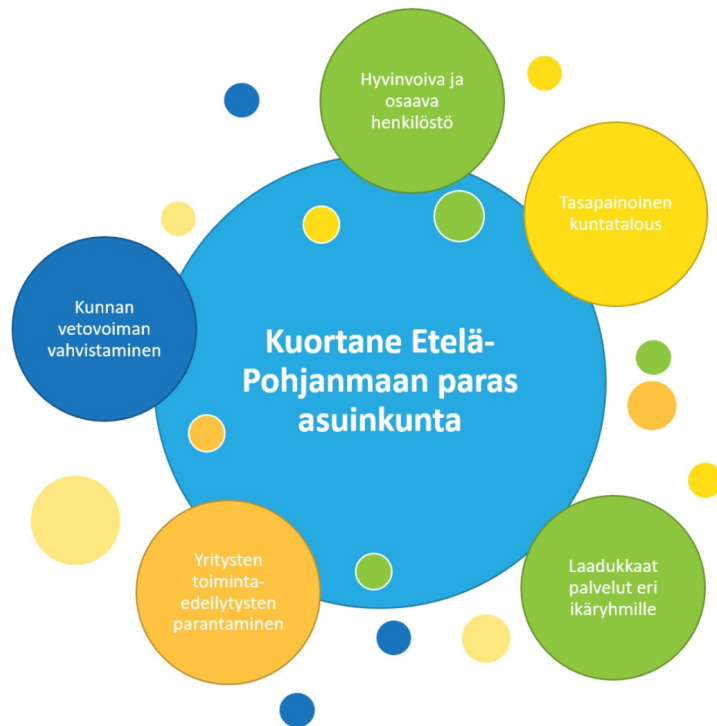 Hyvinvoiva ja
osaava
henkilöstö
Tasapainoinen
kuntatalous
Kunnan
vetovoiman
vahvistaminen
Kuortane Etelä-
Pohjanmaan paras
asuinkunta
Yritysten
toiminta-
edellytysten
parantaminen
Laadukkaat
palvelut eri
ikäryhmille